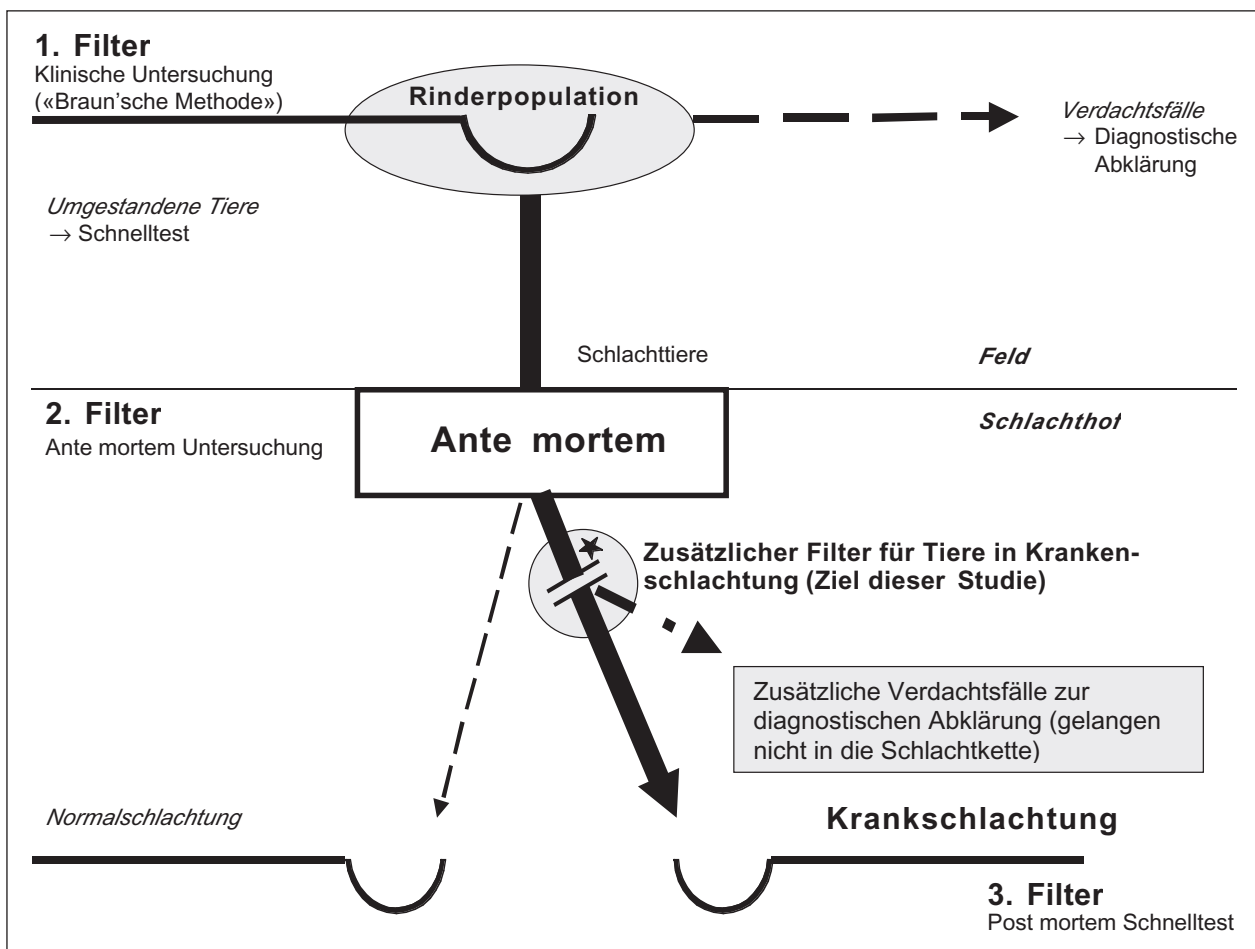 1. Filter
Klinische Untersuchung
(«Braun'sche Methode»)
Rinderpopulation
Verdachtsfälle
→ Diagnostische
Abklärung
Umgestandene Tiere
→ Schnelltest
Schlachttiere
Feld
2. Filter
Ante mortem Untersuchung
Ante mortem
Schlachthof
Zusätzlicher Filter für Tiere in Kranken-
schlachtung (Ziel dieser Studie)
Zusätzliche Verdachtsfälle zur
diagnostischen Abklärung (gelangen
nicht in die Schlachtkette)
Normalschlachtung
Krankschlachtung
3. Filter
Post mortem Schnelltest